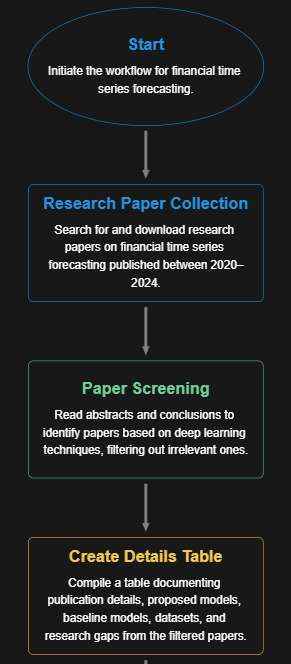 Start
Initiate the workflow for financial time
series forecasting.
Research Paper Collection
Search for and download research
papers on financial time series
forecasting published between 2020–
2024.
Paper Screening
Read abstracts and conclusions to
identify papers based on deep learning
techniques, filtering out irrelevant ones.
Create Details Table
Compile a table documenting
publication details, proposed models,
baseline models, datasets, and
research gaps from the filtered papers.